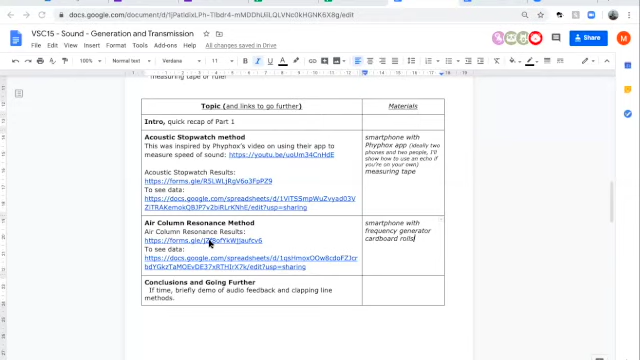 docs.google.com/document/d/1jPatidlxLPh-Tlbdr4-mMDDhUiLQLVNc0kHGNK6X8g/edit
VSC15 - Sound - Generation and Transmission
File Edit View Insert Format Tools Add-ons Help All changes saved in Drive
Share
100% Normal text Verdana 11
measuring tape or ruler
Topic (and links to go further) Materials
Intro, quick recap of Part 1
Acoustic Stopwatch method
This was inspired by Phyphox's video on using their app to
measure speed of sound: https://youtu.be/uoUm34CnHdE
Acoustic Stopwatch Results:
https://forms.gle/R5LWLjRgV6o3FpPZ9
To see data:
https://docs.google.com/spreadsheets/d/1ViTSSmpWuZvyad03V
ZiTRAKemokQBJP7v2biRLrKNhE/edit?usp=sharing
smartphone with
Phyphox app (ideally two
phones and two people, I'll
show how to use an echo if
you're on your own)
measuring tape
Air Column Resonance Method
Air Column Resonance Results:
To see data:
https://docs.google.com/spreadsheets/d/1qsHmoxOOw8cdoFZJcr
bdYGkzTaMOEvDE37xRTHIrX7k/edit?usp=sharing
smartphone with
frequency generator
cardboard rolls
Conclusions and Going Further
If time, briefly demo of audio feedback and clapping line
methods.